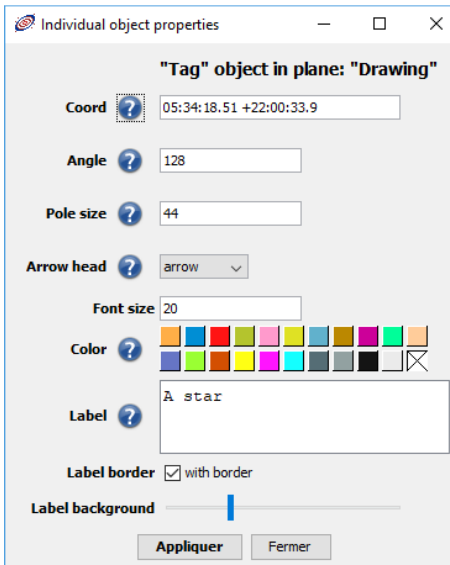 Individual object properties
"Tag" object in plane: "Drawing"
Coord ? 05:34:18.51 +22:00:33.9
Angle ? 128
Pole size ? 44
Arrow head ? arrow
Font size 20
Color ?
Label ? A star
Label border with border
Label background
Appliquer Fermer